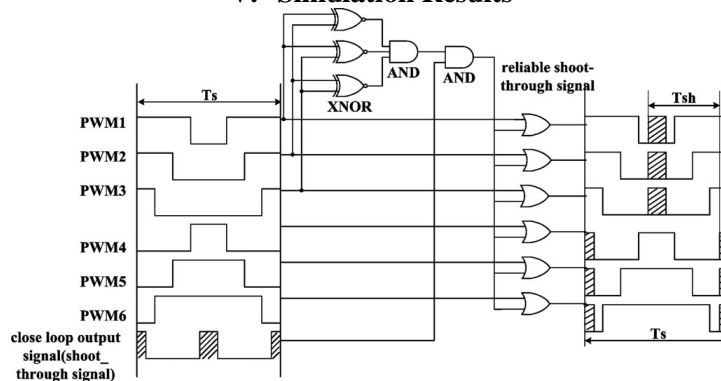 V. Simulation Results
Ts
AND
AND
XNOR
reliable shoot-
through signal
Tsh
PWM1
PWM2
PWM3
PWM4
PWM5
PWM6
close loop output
signal(shoot_
through signal)
Ts